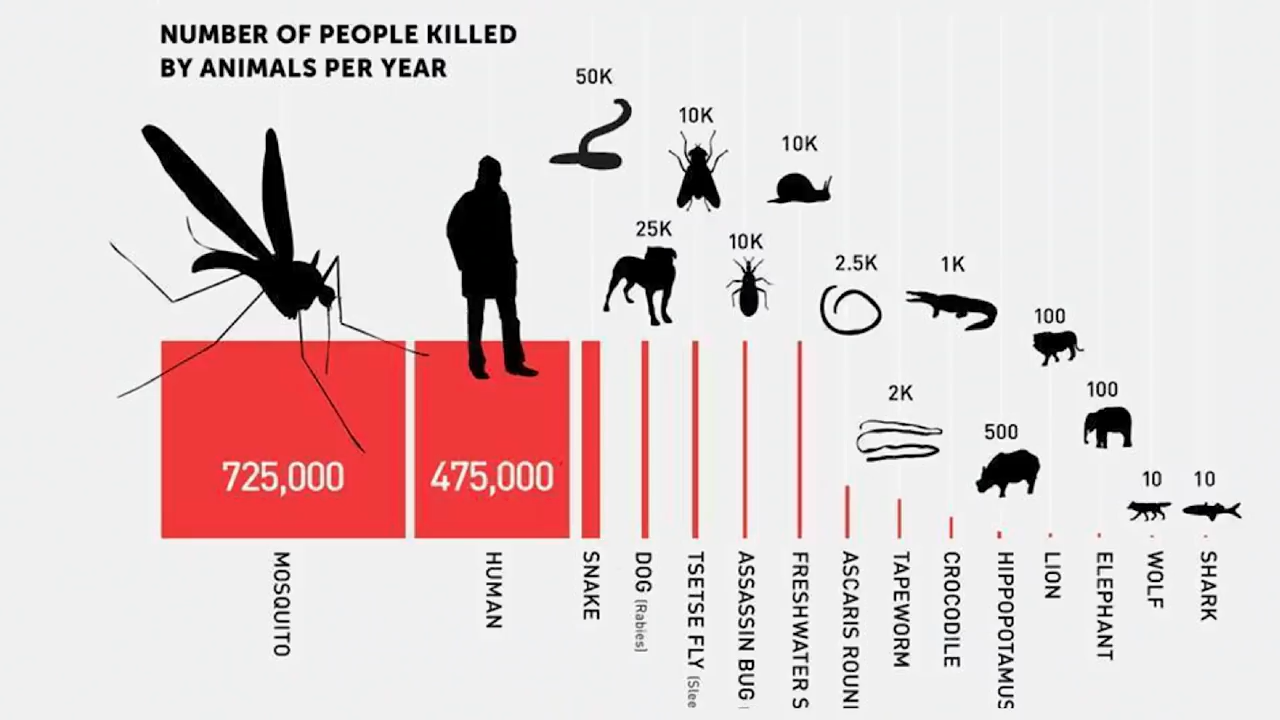 NUMBER OF PEOPLE KILLED
BY ANIMALS PER YEAR
50K
10K
10K
25K
10K
2.5K
1K
100
2K
100
500
10
10
725,000
475,000
MOSQUITO
HUMAN
SNAKE
DOG (Rabies)
TSETSE FLY (Slee
ASSASSIN BUG
FRESHWATER S
ASCARIS ROUN
TAPEWORM
CROCODILE
HIPPOPOTAMUS
LION
ELEPHANT
WOLF
SHARK